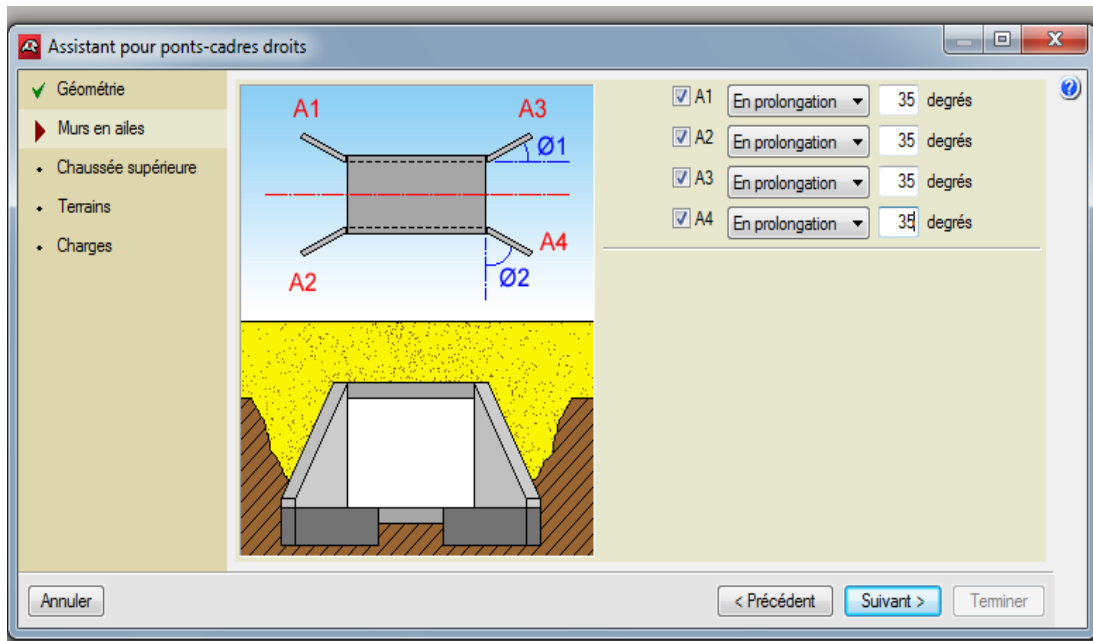 Assistant pour ponts-cadres droits
Géométrie
Murs en ailes
Chaussée supérieure
Terrains
Charges
A1
A3
Ø1
A2
A4
Ø2
A1 En prolongation 35 degrés
A2 En prolongation 35 degrés
A3 En prolongation 35 degrés
A4 En prolongation 35 degrés
?
Annuler
< Précédent
Suivant >
Terminer